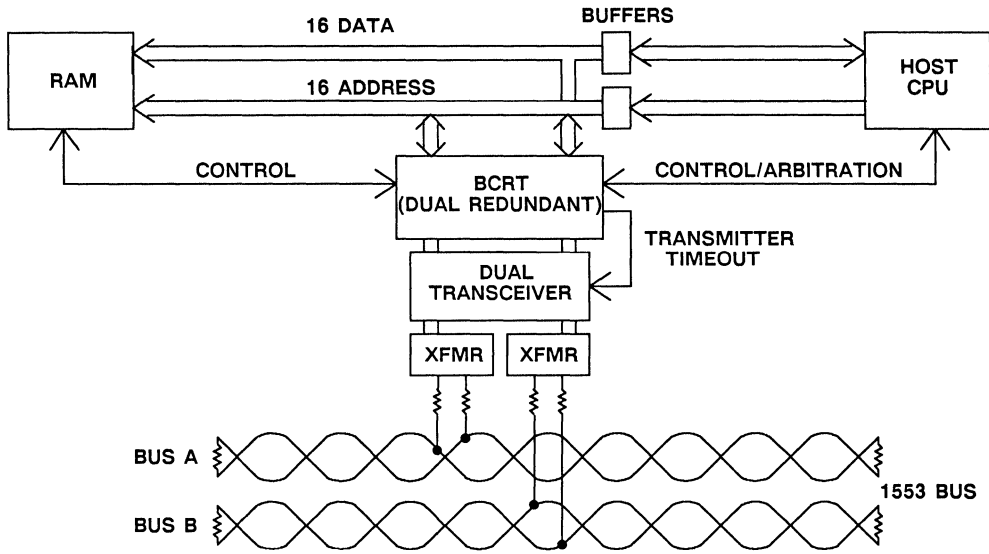 16 DATA
BUFFERS
RAM
HOST
CPU
16 ADDRESS
CONTROL
BCRT
(DUAL REDUNDANT)
CONTROL/ARBITRATION
TRANSMITTER
TIMEOUT
DUAL
TRANSCEIVER
XFMR
XFMR
BUS A
1553 BUS
BUS B